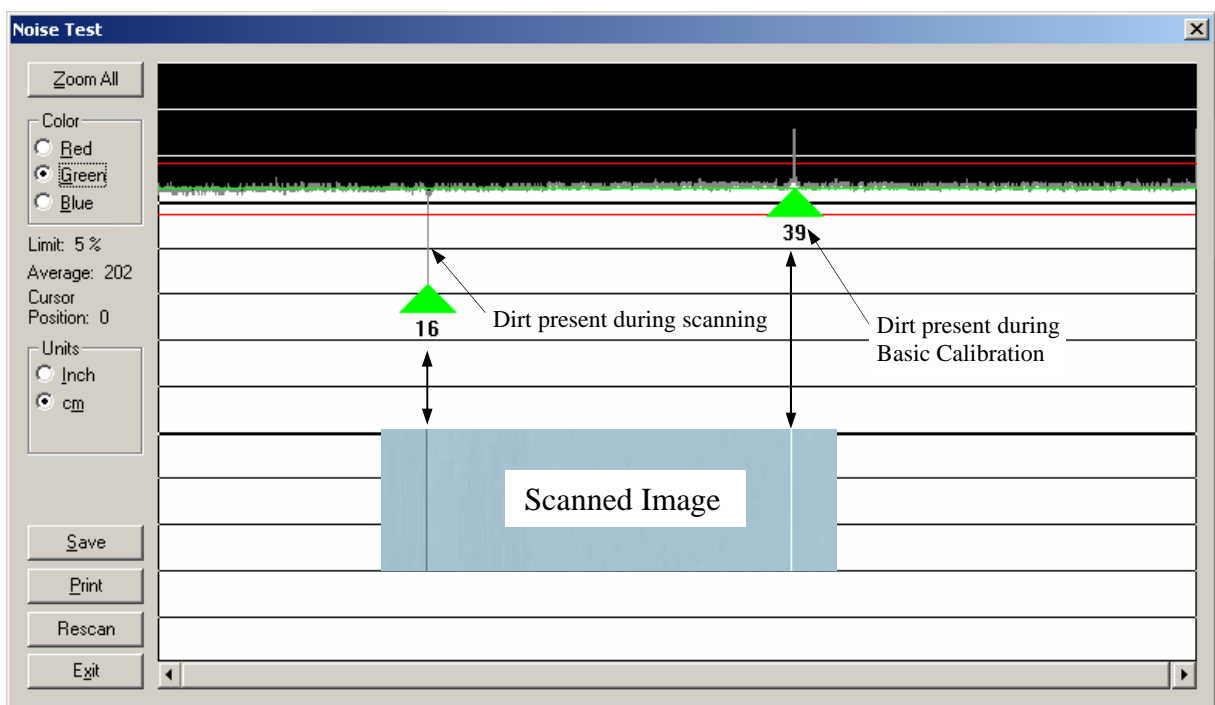 Noise Test
Zoom All
Color
Red
Green
Blue
Limit: 5 %
Average: 202
Cursor
Position: 0
Units
Inch
cm
Save
Print
Rescan
Exit
39
16
Dirt present during scanning
Dirt present during
Basic Calibration
Scanned Image